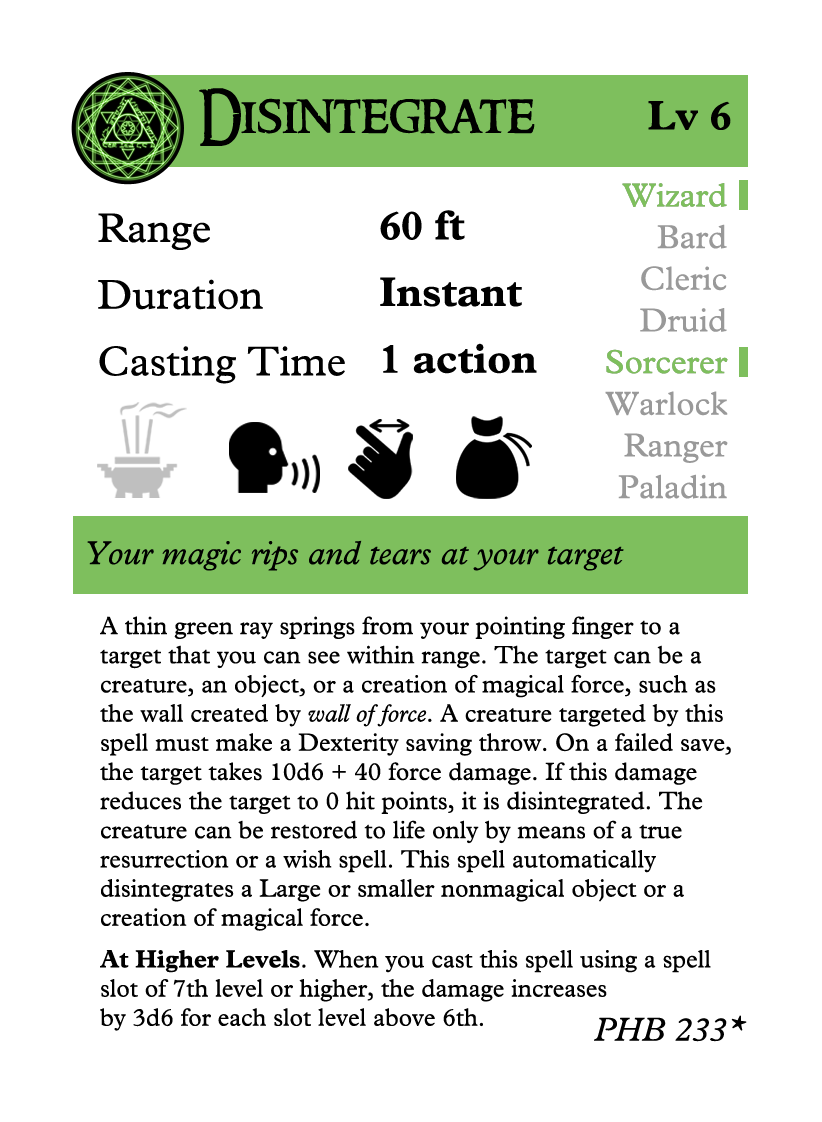 DISINTEGRATE
Lv 6
Range 60 ft
Duration Instant
Casting Time 1 action
Wizard
Bard
Cleric
Druid
Sorcerer
Warlock
Ranger
Paladin
Your magic rips and tears at your target
A thin green ray springs from your pointing finger to a
target that you can see within range. The target can be a
creature, an object, or a creation of magical force, such as
the wall created by wall of force. A creature targeted by this
spell must make a Dexterity saving throw. On a failed save,
the target takes 10d6 + 40 force damage. If this damage
reduces the target to 0 hit points, it is disintegrated. The
creature can be restored to life only by means of a true
resurrection or a wish spell. This spell automatically
disintegrates a Large or smaller nonmagical object or a
creation of magical force.
At Higher Levels. When you cast this spell using a spell
slot of 7th level or higher, the damage increases
by 3d6 for each slot level above 6th.
PHB 233*